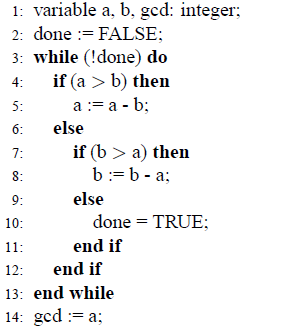 1: variable a, b, gcd: integer;
2: done := FALSE;
3: while (!done) do
4: if (a > b) then
5: a := a - b;
6: else
7: if (b > a) then
8: b := b - a;
9: else
10: done = TRUE;
11: end if
12: end if
13: end while
14: gcd := a;